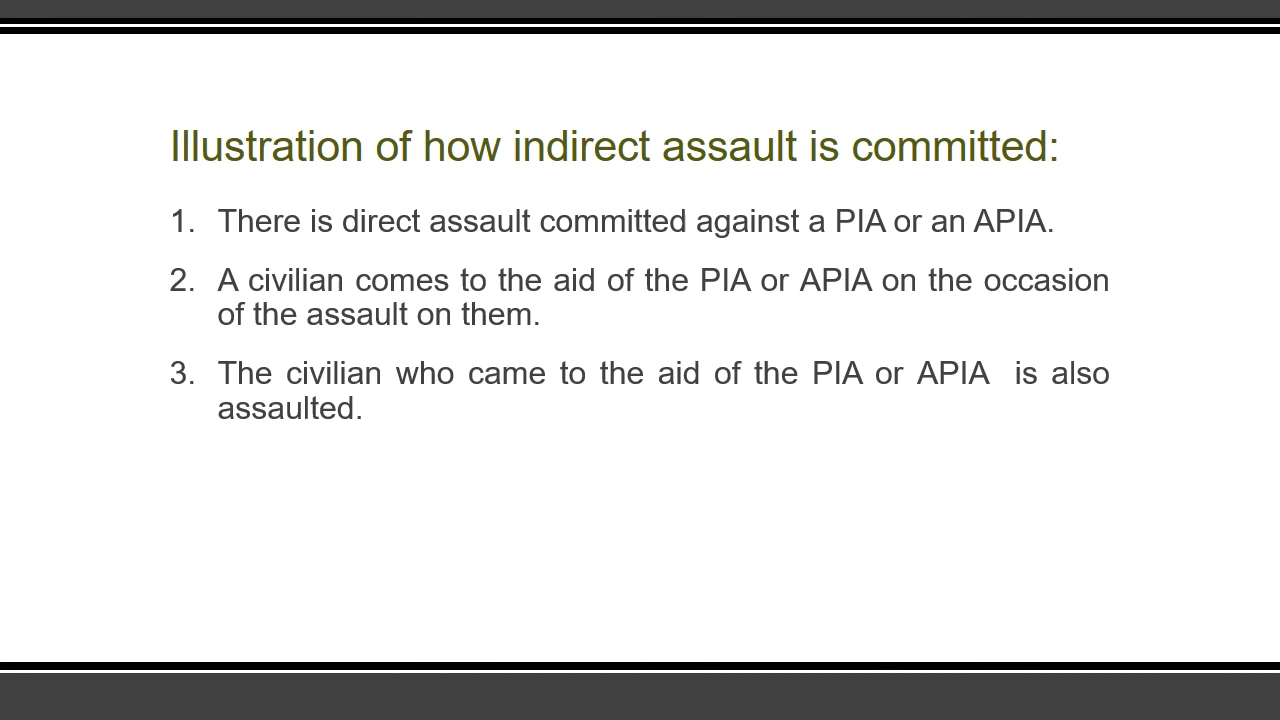 Illustration of how indirect assault is committed:
1. There is direct assault committed against a PIA or an APIA.
2. A civilian comes to the aid of the PIA or APIA on the occasion
of the assault on them.
3. The civilian who came to the aid of the PIA or APIA is also
assaulted.